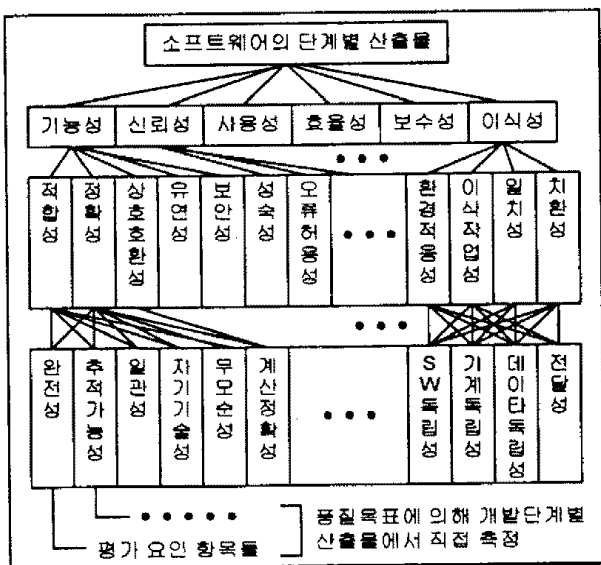 소프트웨어의 단계별 산출물
기능성 신뢰성 사용성 효율성 보수성 이식성
적합성 정확성 상호호환성 유연성 보안성 성숙성 오류허용성 환경적응성 이식작업성 일치성 치환성
완전성 추적가능성 일관성 자기기술성 무모순성 계산정확성 SW독립성 기계독립성 데이타독립성 전달성
평가 요인 항목들
품질목표에 의해 개발단계별
산출물에서 직접 측정